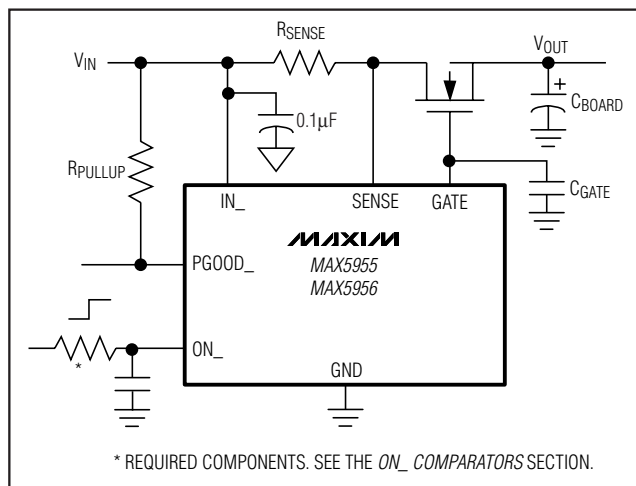 RSENSE
VIN
VOUT
+
CBOARD
0.1µF
RPULLUP
CGATE
IN_
SENSE
GATE
MAXIM
PGOOD_
MAX5955
MAX5956
ON_
*
GND
* REQUIRED COMPONENTS. SEE THE ON_ COMPARATORS SECTION.